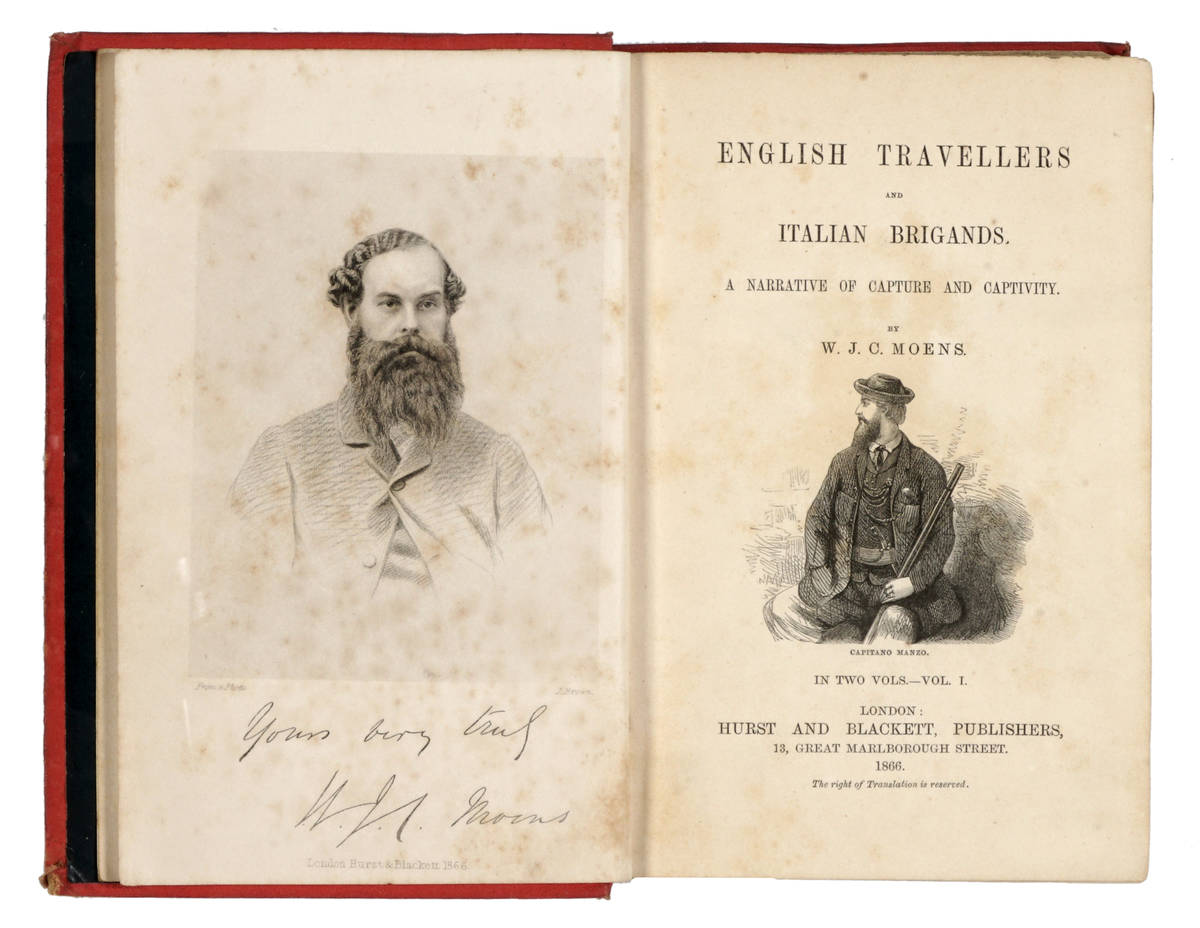 From a Photo.
J. Brown.
Yours very truly
W. J. C. Moens
London Hurst & Blackett 1866
ENGLISH TRAVELLERS
AND
ITALIAN BRIGANDS.
A NARRATIVE OF CAPTURE AND CAPTIVITY.
BY
W. J. C. MOENS.
CAPITANO MANZO.
IN TWO VOLS.—VOL. I.
LONDON:
HURST AND BLACKETT, PUBLISHERS,
13, GREAT MARLBOROUGH STREET.
1866.
The right of Translation is reserved.